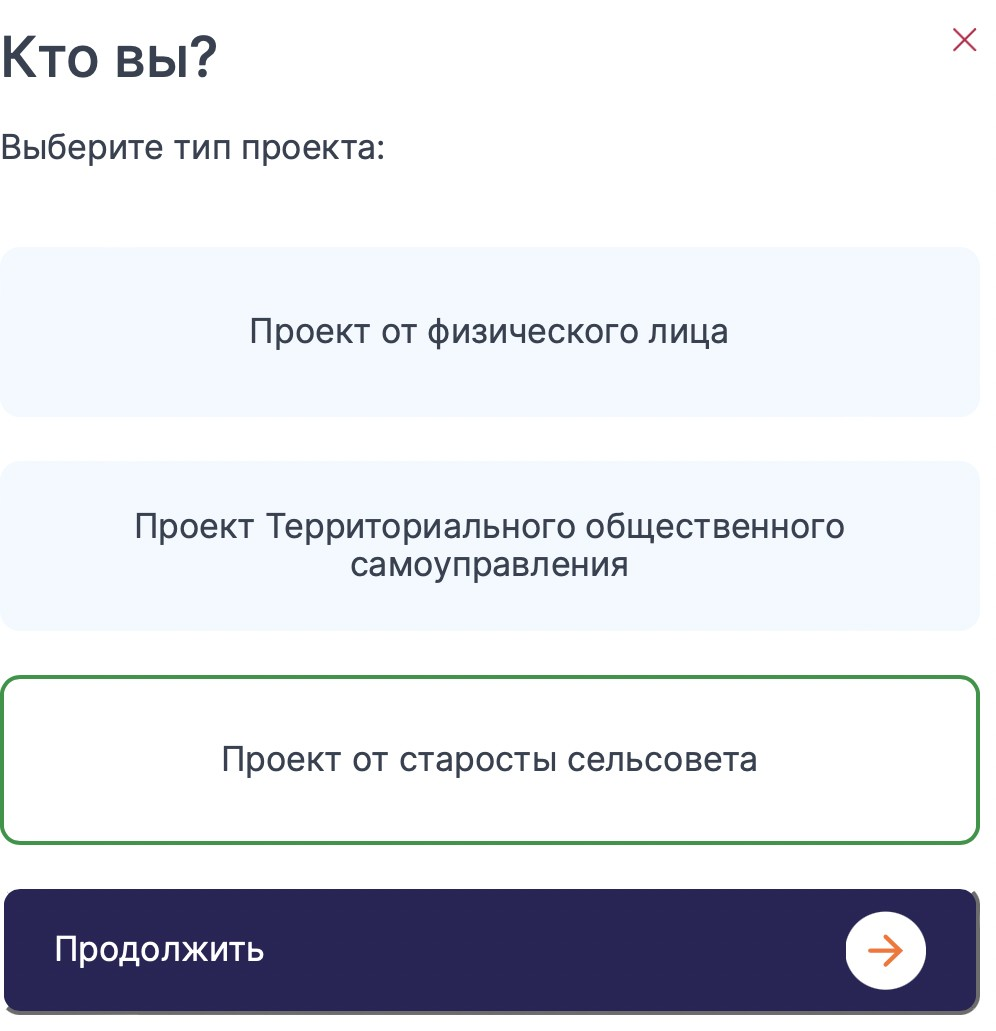 Кто вы?
Выберите тип проекта:
Проект от физического лица
Проект Территориального общественного
самоуправления
Проект от старосты сельсовета
Продолжить